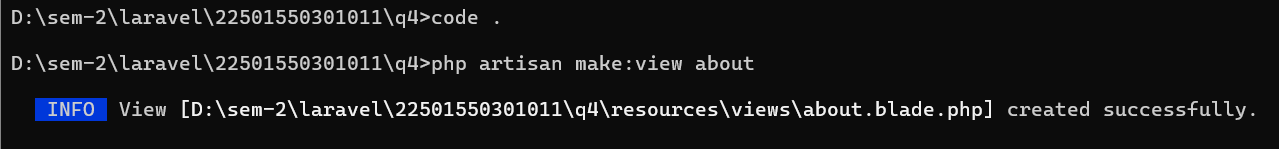 D:\sem-2\laravel\22501550301011\q4>code .
D:\sem-2\laravel\22501550301011\q4>php artisan make:view about
INFO View [D:\sem-2\laravel\22501550301011\q4\resources\views\about.blade.php] created successfully.